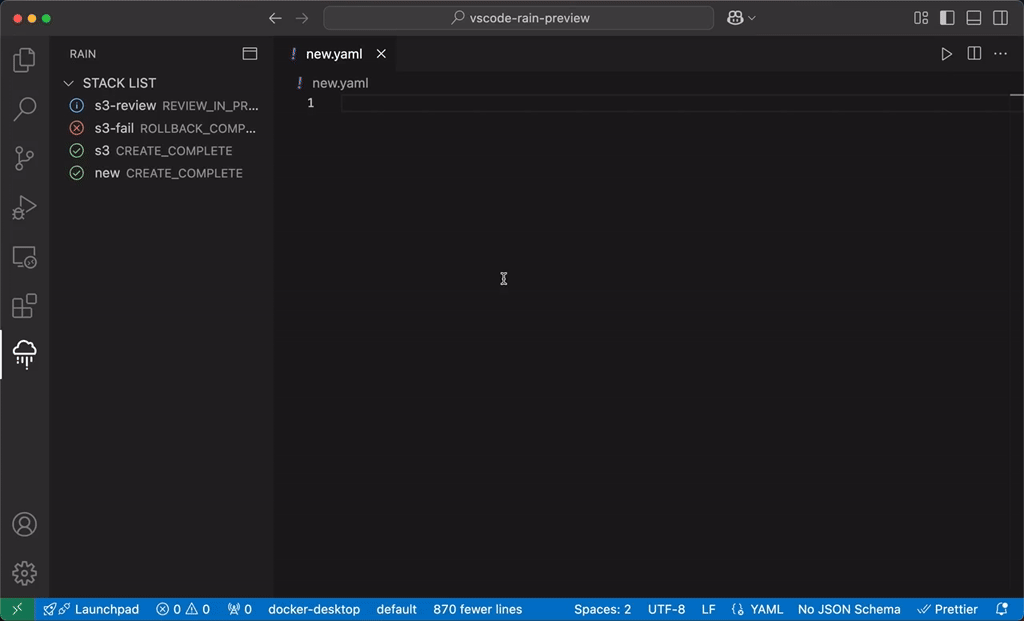 vscode-rain-preview
RAIN
new.yaml
STACK LIST
new.yaml
s3-review REVIEW_IN_PR...
1
s3-fail ROLLBACK_COMP...
s3 CREATE_COMPLETE
new CREATE_COMPLETE
Launchpad 0 0 0 docker-desktop default 870 fewer lines Spaces: 2 UTF-8 LF YAML No JSON Schema Prettier